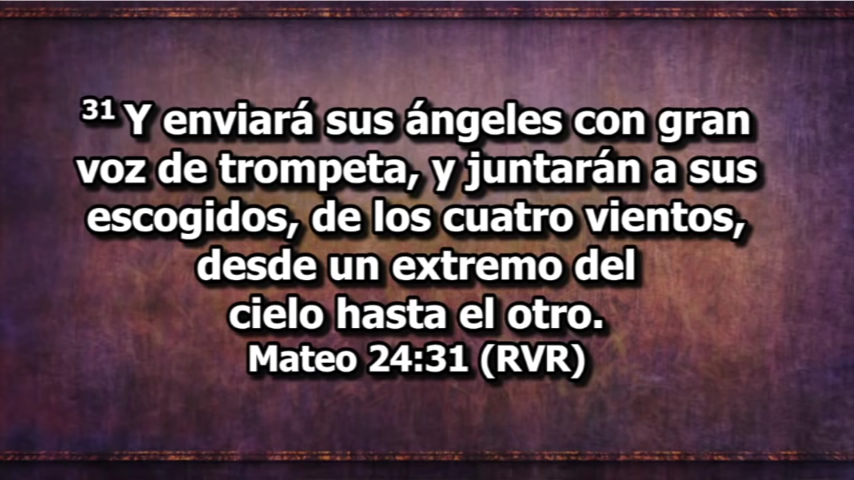 31 Y enviará sus ángeles con gran
voz de trompeta, y juntarán a sus
escogidos, de los cuatro vientos,
desde un extremo del
cielo hasta el otro.
Mateo 24:31 (RVR)